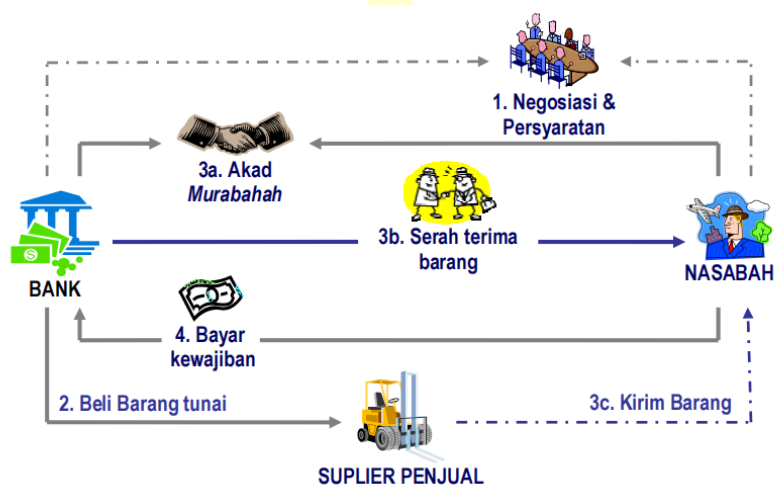 1. Negosiasi &
Persyaratan
3a. Akad
Murabahah
3b. Serah terima
barang
BANK
NASABAH
4. Bayar
kewajiban
2. Beli Barang tunai
3c. Kirim Barang
SUPLIER PENJUAL